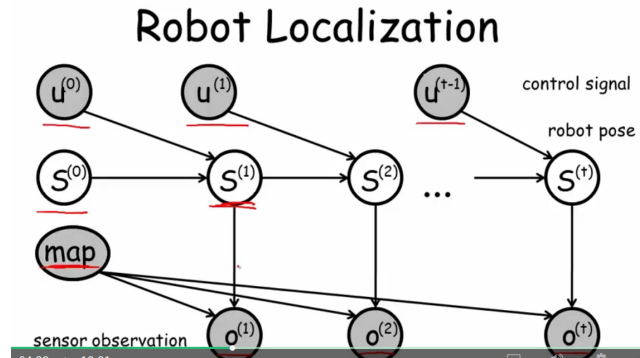 Robot Localization
u(0) u(1) u(t-1) control signal
robot pose
S(0) S(1) S(2) ... S(t)
map
sensor observation o(1) o(2) o(t)